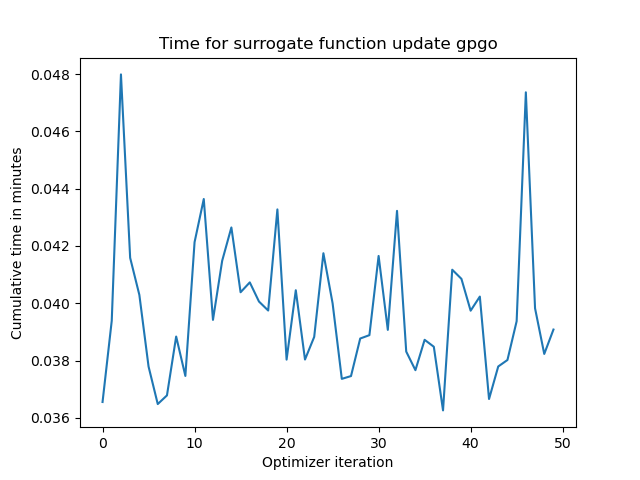 Time for surrogate function update gpgo
Cumulative time in minutes
0.048
0.046
0.044
0.042
0.040
0.038
0.036
0 10 20 30 40 50
Optimizer iteration